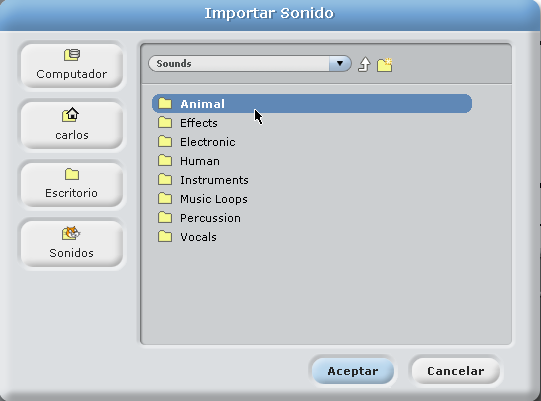 Importar Sonido
Computador
carlos
Escritorio
Sonidos
Sounds
Animal
Effects
Electronic
Human
Instruments
Music Loops
Percussion
Vocals
Aceptar
Cancelar